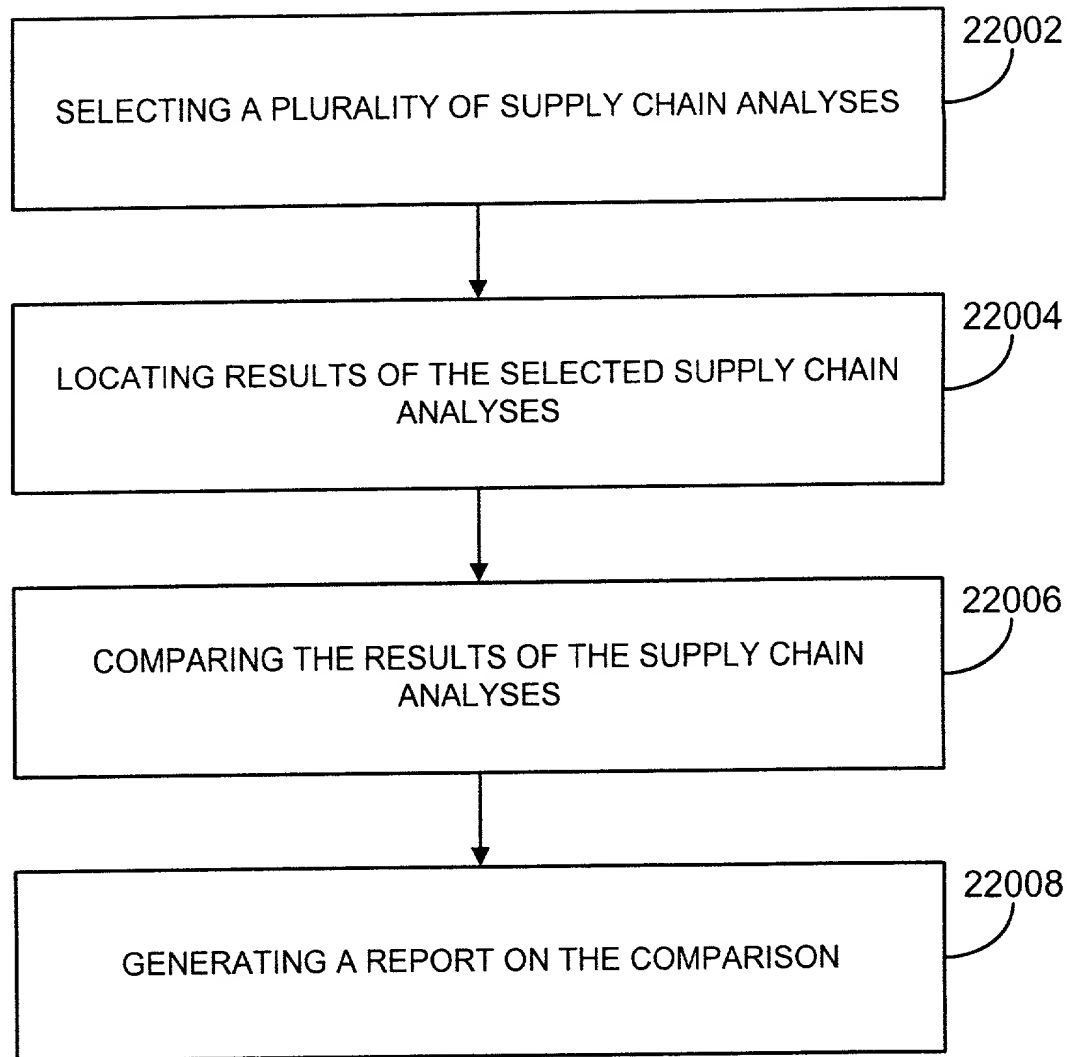 22002
SELECTING A PLURALITY OF SUPPLY CHAIN ANALYSES
22004
LOCATING RESULTS OF THE SELECTED SUPPLY CHAIN
ANALYSES
22006
COMPARING THE RESULTS OF THE SUPPLY CHAIN
ANALYSES
22008
GENERATING A REPORT ON THE COMPARISON